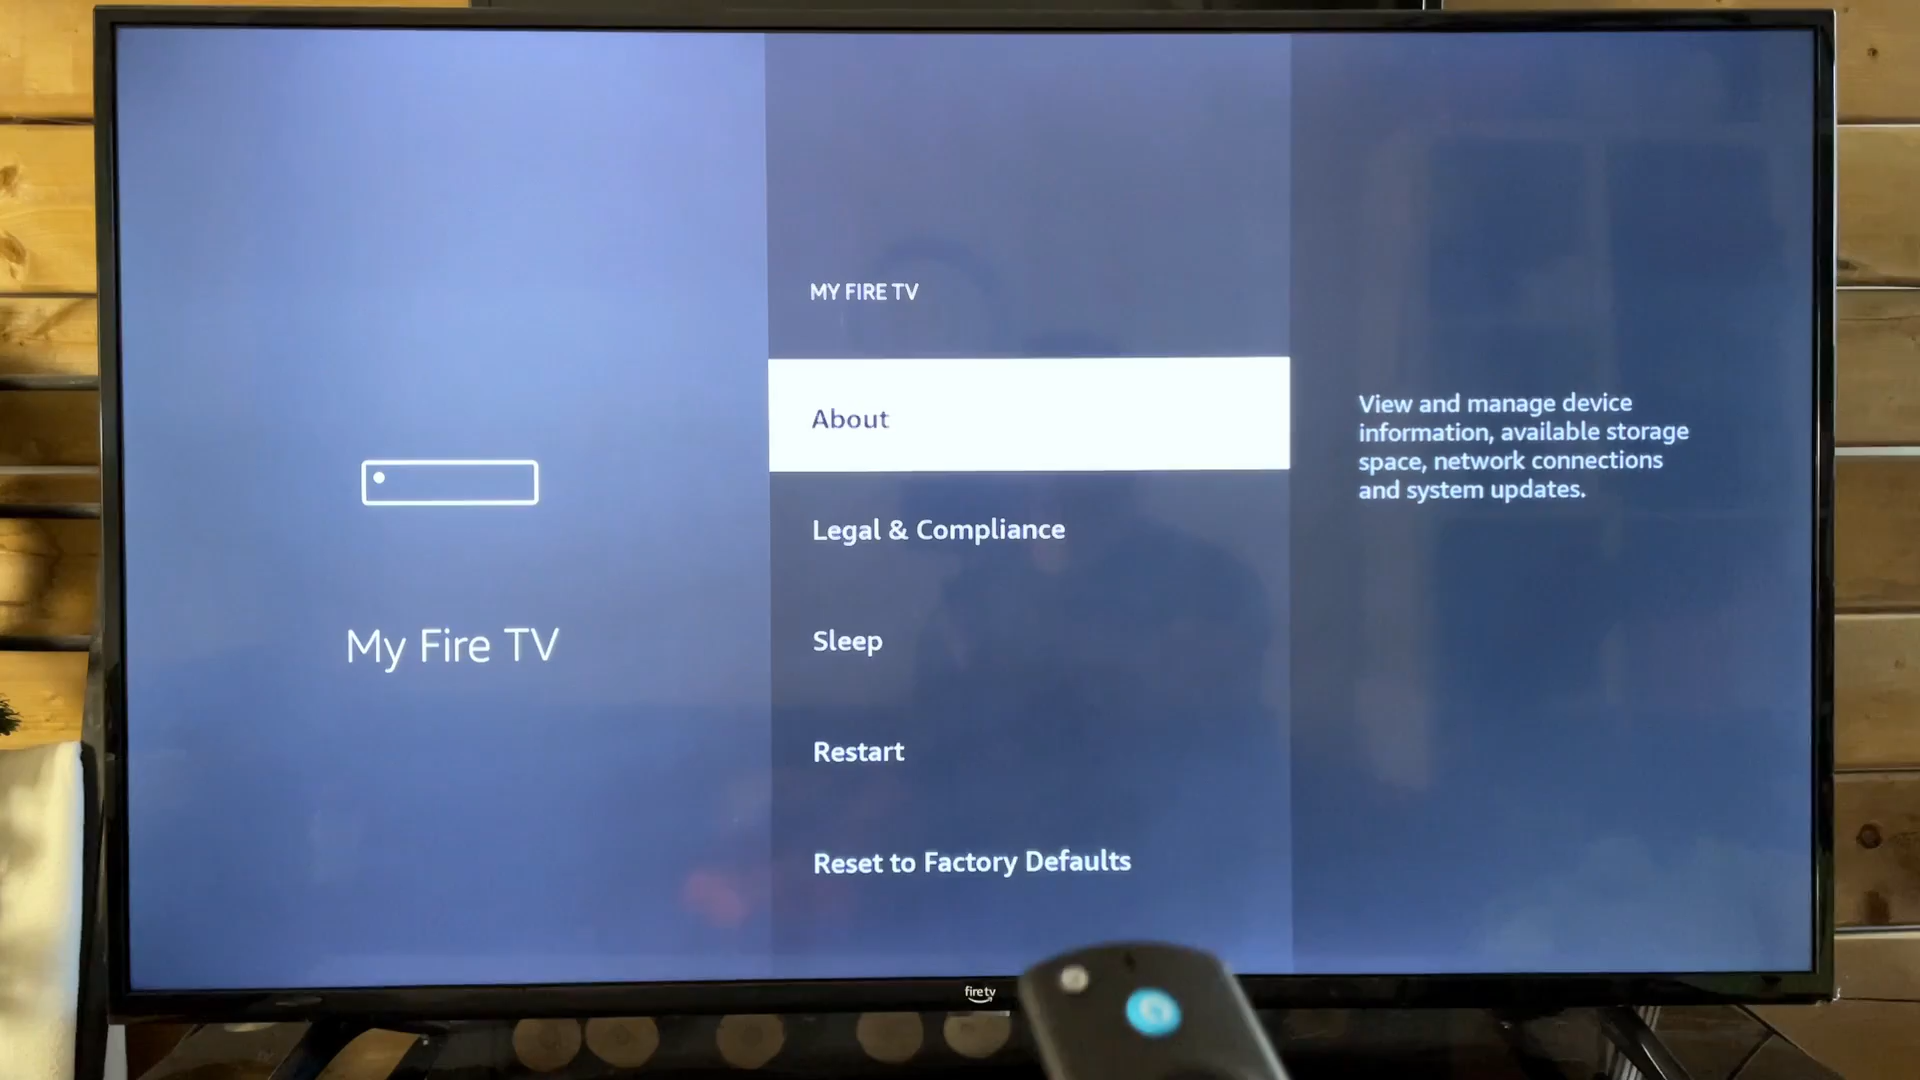 MY FIRE TV
About
Legal & Compliance
Sleep
Restart
Reset to Factory Defaults
My Fire TV
View and manage device
information, available storage
space, network connections
and system updates.
fire tv